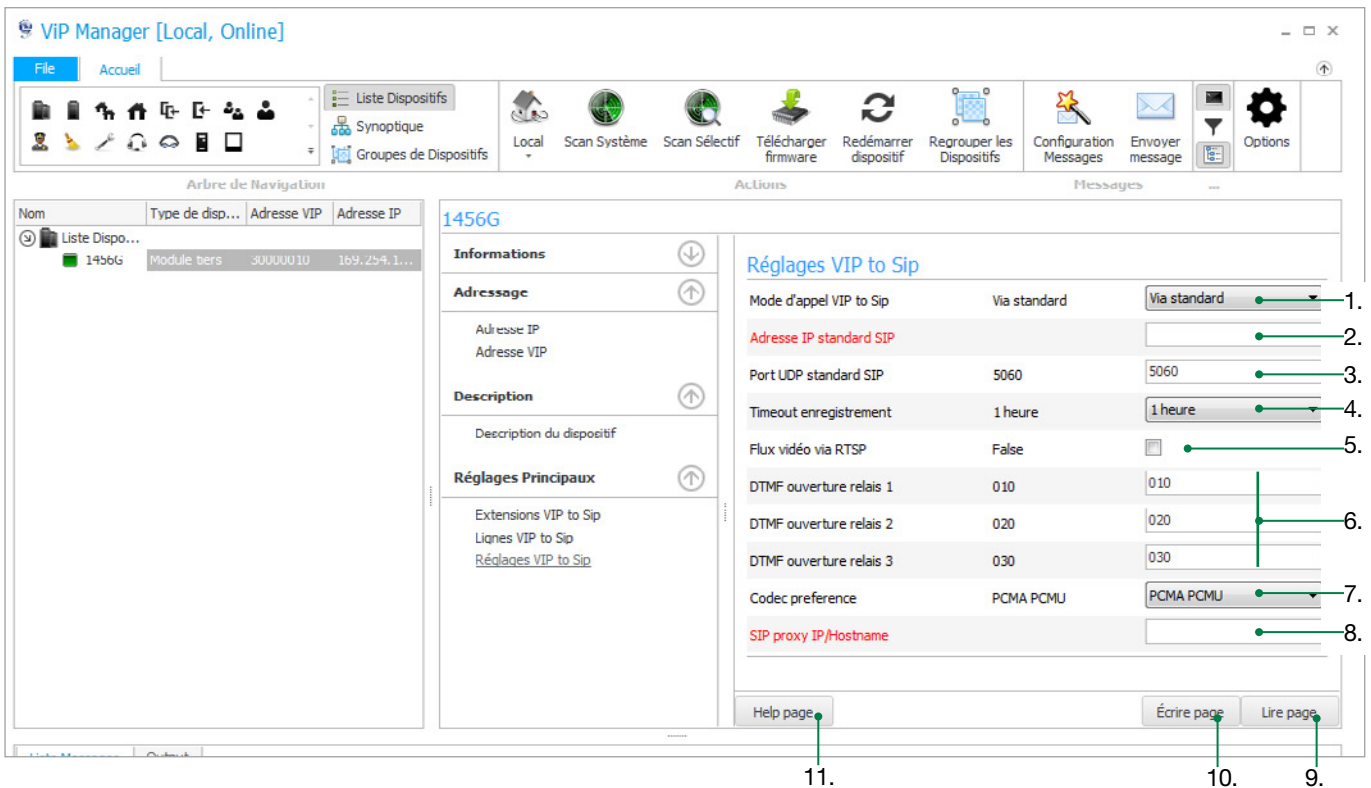 ViP Manager [Local, Online]
File
Accueil
Liste Dispositifs
Synoptique
Groupes de Dispositifs
Local
Scan Système
Scan Sélectif
Télécharger firmware
Redémarrer dispositif
Regrouper les Dispositifs
Configuration Messages
Envoyer message
Options
Arbre de Navigation
Actions
Messages
...
Nom
Type de disp...
Adresse VIP
Adresse IP
Liste Dispo...
1456G
Module tiers
30000010
169.254.1...
1456G
Informations
Adressage
Adresse IP
Adresse VIP
Description
Description du dispositif
Réglages Principaux
Extensions VIP to Sip
Lignes VIP to Sip
Réglages VIP to Sip
Réglages VIP to Sip
Mode d'appel VIP to Sip Via standard Via standard 1.
Adresse IP standard SIP 2.
Port UDP standard SIP 5060 5060 3.
Timeout enregistrement 1 heure 1 heure 4.
Flux vidéo via RTSP False 5.
DTMF ouverture relais 1 010 010
DTMF ouverture relais 2 020 020 6.
DTMF ouverture relais 3 030 030
Codec preference PCMA PCMU PCMA PCMU 7.
SIP proxy IP/Hostname 8.
Help page
Écrire page
Lire page
Liste Messages
Output
11.
10.
9.